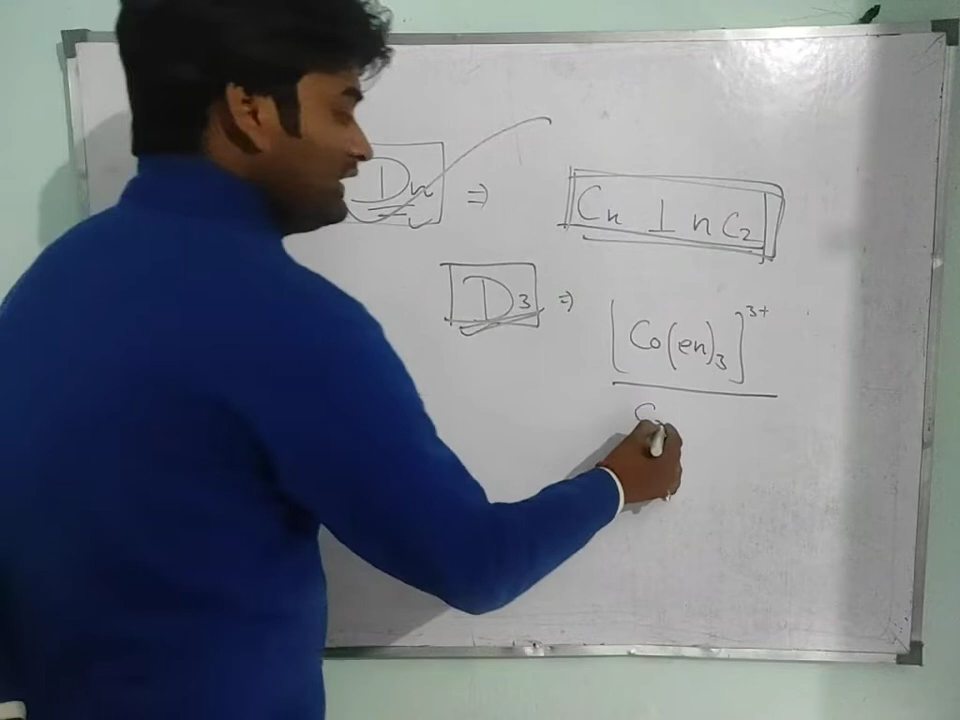 Dn ⇒ Cn ⊥ n C2
D3 ⇒ [Co(en)3]3+
C